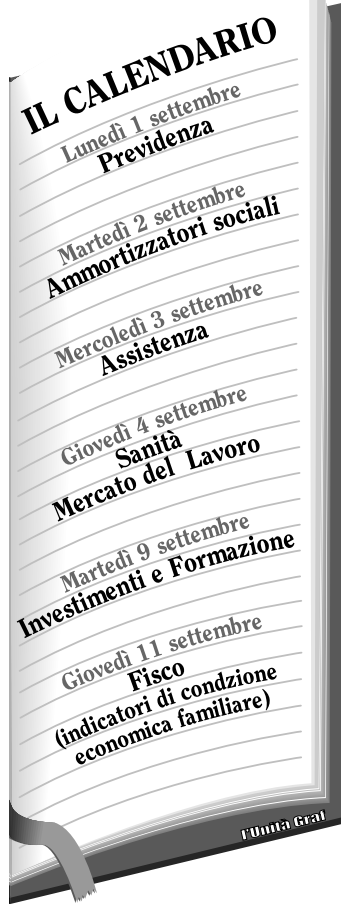 IL CALENDARIO
Lunedì 1 settembre
Previdenza
Martedì 2 settembre
Ammortizzatori sociali
Mercoledì 3 settembre
Assistenza
Giovedì 4 settembre
Sanità
Mercato del Lavoro
Martedì 9 settembre
Investimenti e Formazione
Giovedì 11 settembre
Fisco
(indicatori di condzione
economica familiare)
l'Unità Graf